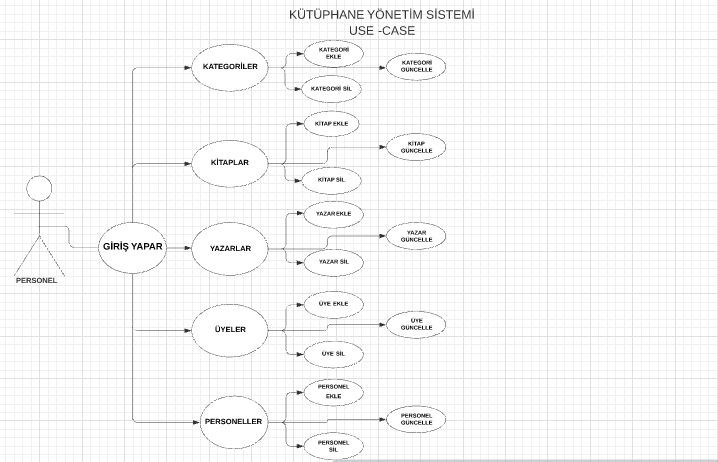 KÜTÜPHANE YÖNETİM SİSTEMİ
USE -CASE
KATEGORİLER
KATEGORİ
EKLE
KATEGORİ SİL
KATEGORİ
GÜNCELLE
KİTAPLAR
KİTAP EKLE
KİTAP SİL
KİTAP
GÜNCELLE
PERSONEL
GİRİŞ YAPAR
YAZARLAR
YAZAR EKLE
YAZAR SİL
YAZAR
GÜNCELLE
ÜYELER
ÜYE EKLE
ÜYE SİL
ÜYE
GÜNCELLE
PERSONELLER
PERSONEL
EKLE
PERSONEL
SİL
PERSONEL
GÜNCELLE